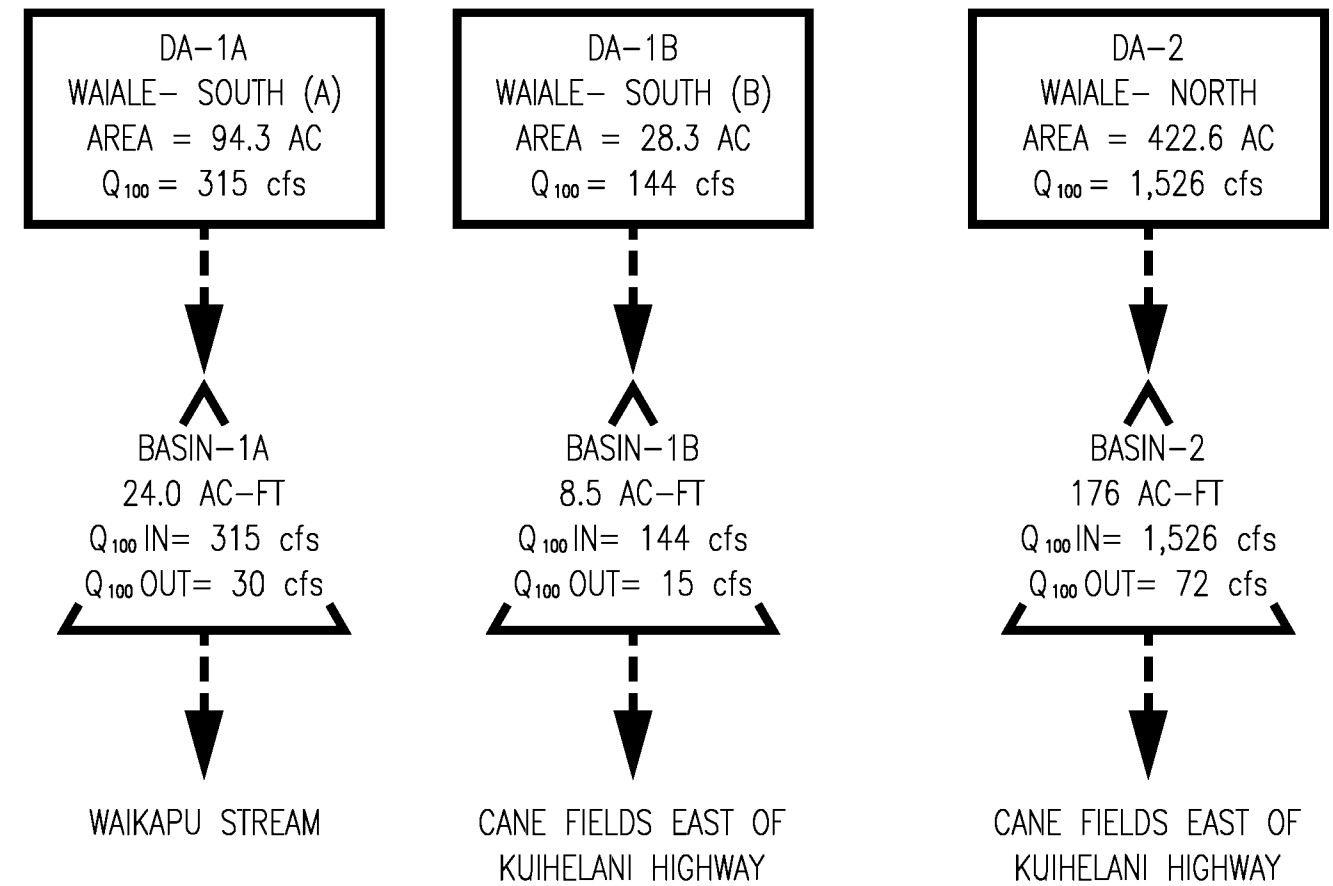 DA-1A
WAIALE- SOUTH (A)
AREA = 94.3 AC
Q100 = 315 cfs
BASIN-1A
24.0 AC-FT
Q100 IN= 315 cfs
Q100 OUT= 30 cfs
WAIKAPU STREAM
DA-1B
WAIALE- SOUTH (B)
AREA = 28.3 AC
Q100 = 144 cfs
BASIN-1B
8.5 AC-FT
Q100 IN= 144 cfs
Q100 OUT= 15 cfs
CANE FIELDS EAST OF
KUIHELANI HIGHWAY
DA-2
WAIALE- NORTH
AREA = 422.6 AC
Q100 = 1,526 cfs
BASIN-2
176 AC-FT
Q100 IN= 1,526 cfs
Q100 OUT= 72 cfs
CANE FIELDS EAST OF
KUIHELANI HIGHWAY